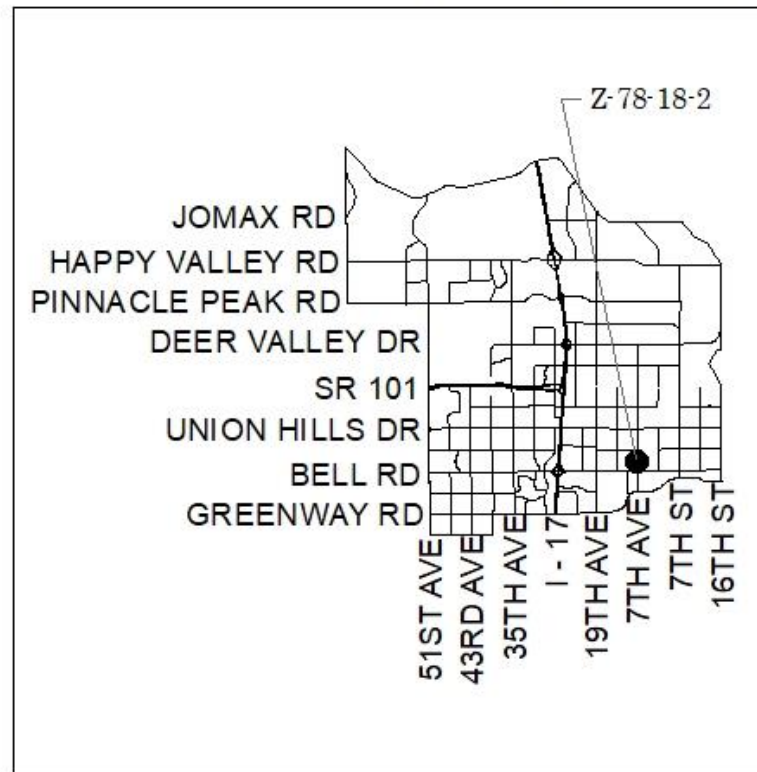 Z-78-18-2
JOMAX RD
HAPPY VALLEY RD
PINNACLE PEAK RD
DEER VALLEY DR
SR 101
UNION HILLS DR
BELL RD
GREENWAY RD
51ST AVE
43RD AVE
35TH AVE
I - 17
19TH AVE
7TH AVE
7TH ST
16TH ST